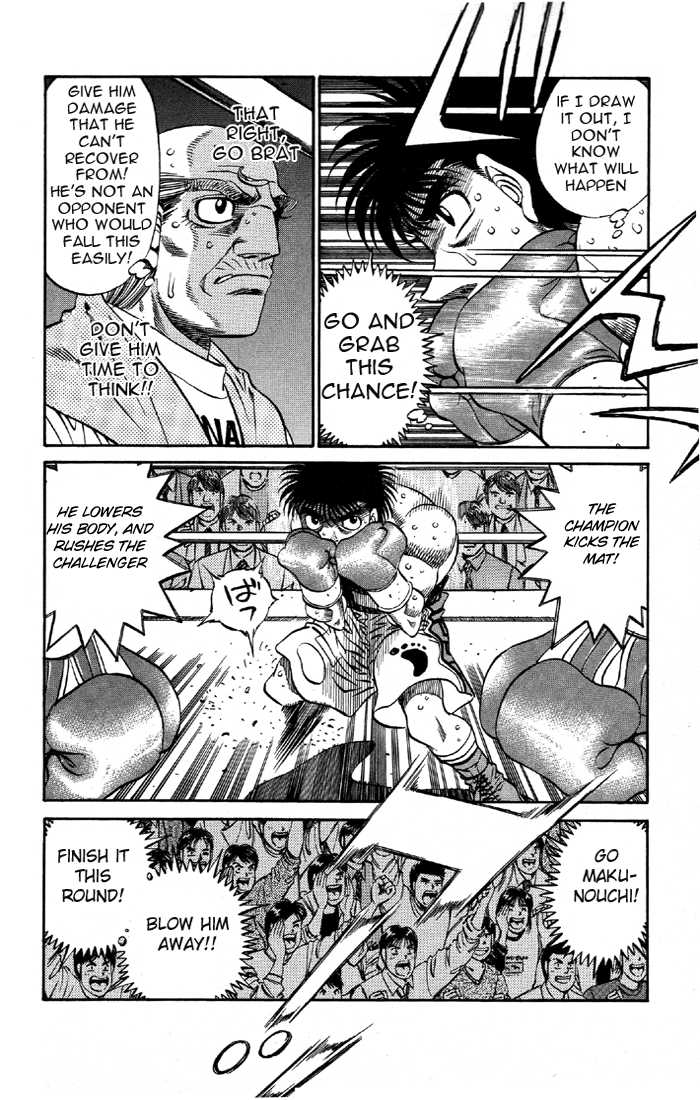 IF I DRAW
IT OUT, I
DON'T
KNOW
WHAT WILL
HAPPEN
GO AND
GRAB
THIS
CHANCE!
THAT
RIGHT,
GO BRAT
GIVE HIM
DAMAGE
THAT HE
CAN'T
RECOVER
FROM!
HE'S NOT AN
OPPONENT
WHO WOULD
FALL THIS
EASILY!
DON'T
GIVE HIM
TIME TO
THINK!!
NA
THE
CHAMPION
KICKS THE
MAT!
HE LOWERS
HIS BODY, AND
RUSHES THE
CHALLENGER
ばっ
GO
MAKU-
NOUCHI!
FINISH IT
THIS
ROUND!
BLOW HIM
AWAY!!